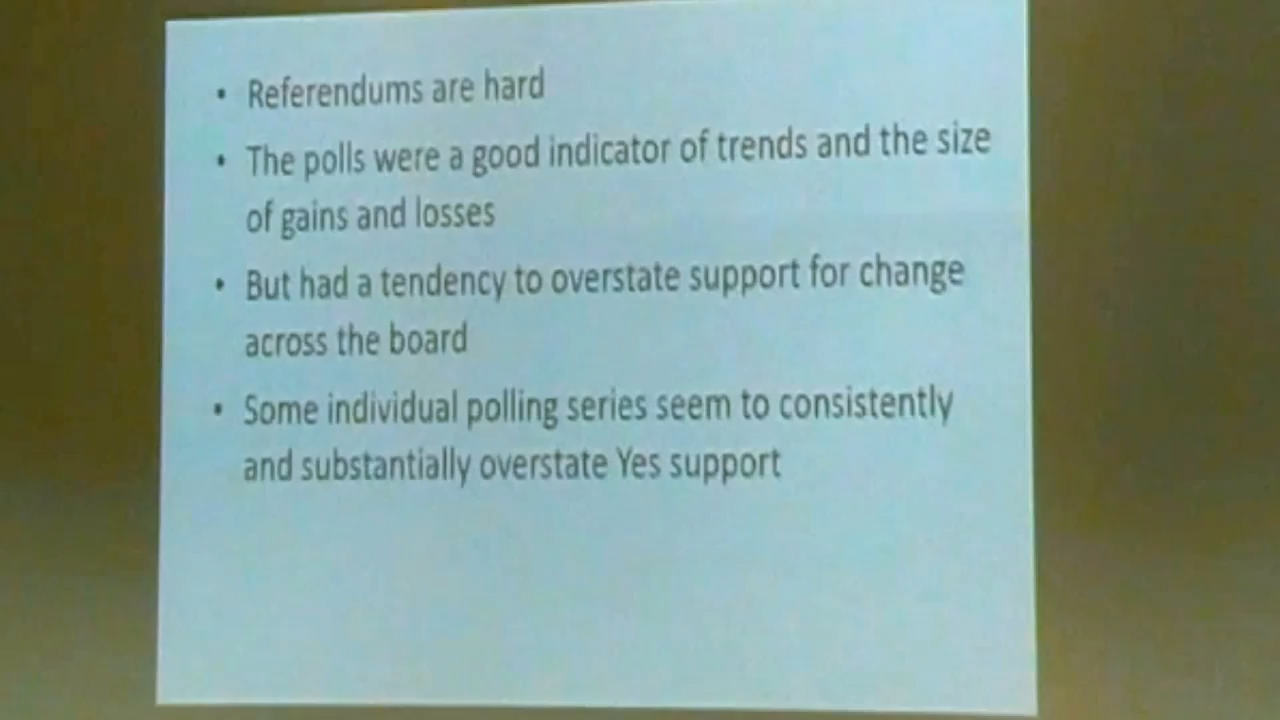 • Referendums are hard
• The polls were a good indicator of trends and the size
of gains and losses
• But had a tendency to overstate support for change
across the board
• Some individual polling series seem to consistently
and substantially overstate Yes support